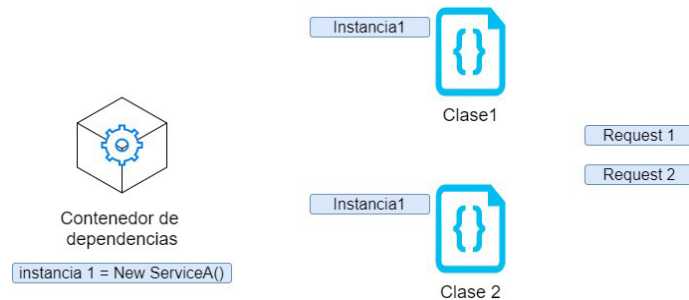 Instancia1
Clase1
Request 1
Request 2
Contenedor de
dependencias
instancia 1 = New ServiceA()
Instancia1
Clase 2